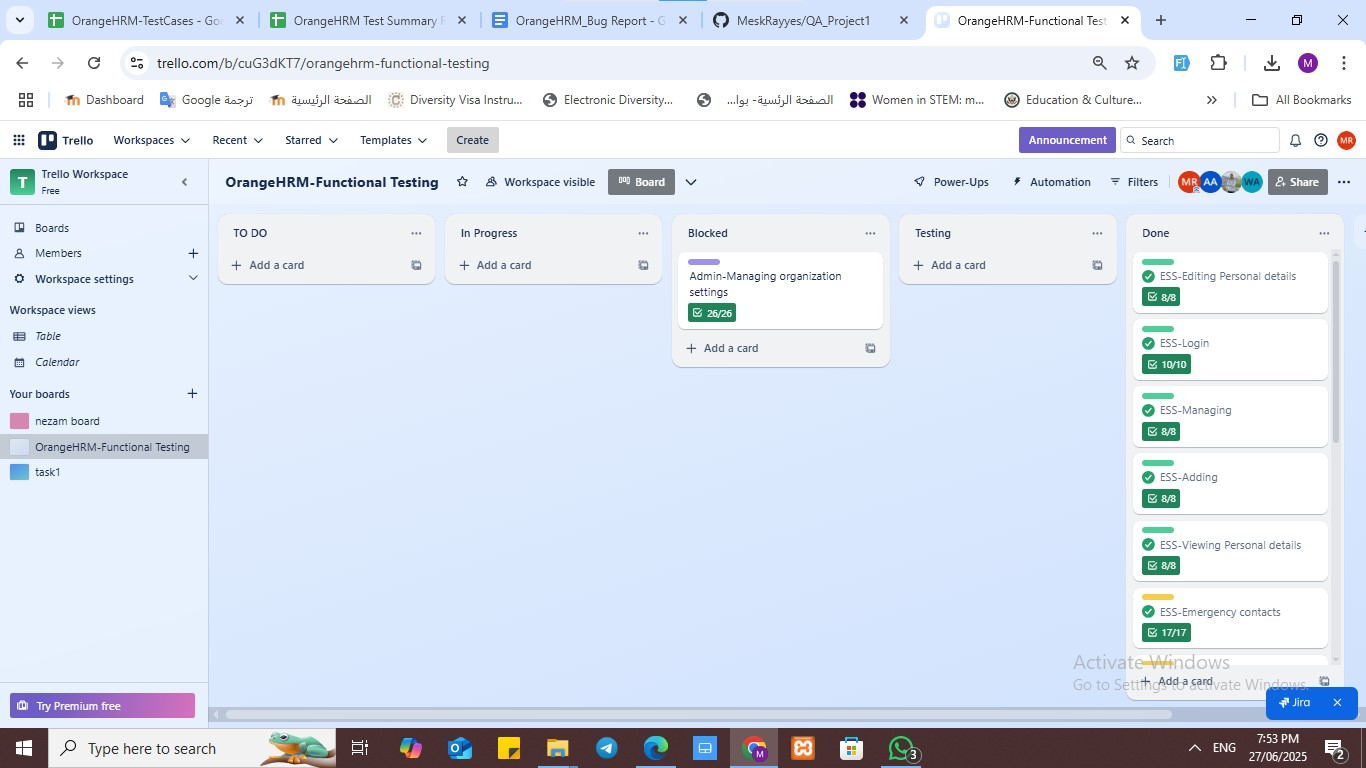 OrangeHRM-TestCases - Goo
OrangeHRM Test Summary R
OrangeHRM_Bug Report - G
MeskRayyes/QA_Project1
OrangeHRM-Functional Test
trello.com/b/cuG3dKT7/orangehrm-functional-testing
M
Dashboard
Google ترجمة
الصفحة الرئيسية
Diversity Visa Instru...
Electronic Diversity...
الصفحة الرئسية- بوا...
Women in STEM: m...
Education & Culture...
All Bookmarks
Trello
Workspaces
Recent
Starred
Templates
Create
Announcement
Search
MR
T
Trello Workspace
Free
OrangeHRM-Functional Testing
Workspace visible
Board
Power-Ups
Automation
Filters
MR
AA
WA
Share
Boards
Members
Workspace settings
Workspace views
Table
Calendar
Your boards
nezam board
OrangeHRM-Functional Testing
task1
Try Premium free
TO DO
Add a card
In Progress
Add a card
Blocked
Admin-Managing organization
settings
26/26
Add a card
Testing
Add a card
Done
ESS-Editing Personal details
8/8
ESS-Login
10/10
ESS-Managing
8/8
ESS-Adding
8/8
ESS-Viewing Personal details
8/8
ESS-Emergency contacts
17/17
Add a card
Activate Windows
Go to Settings to activate Windows.
Jira
Type here to search
M
3
ENG
7:53 PM
27/06/2025
2